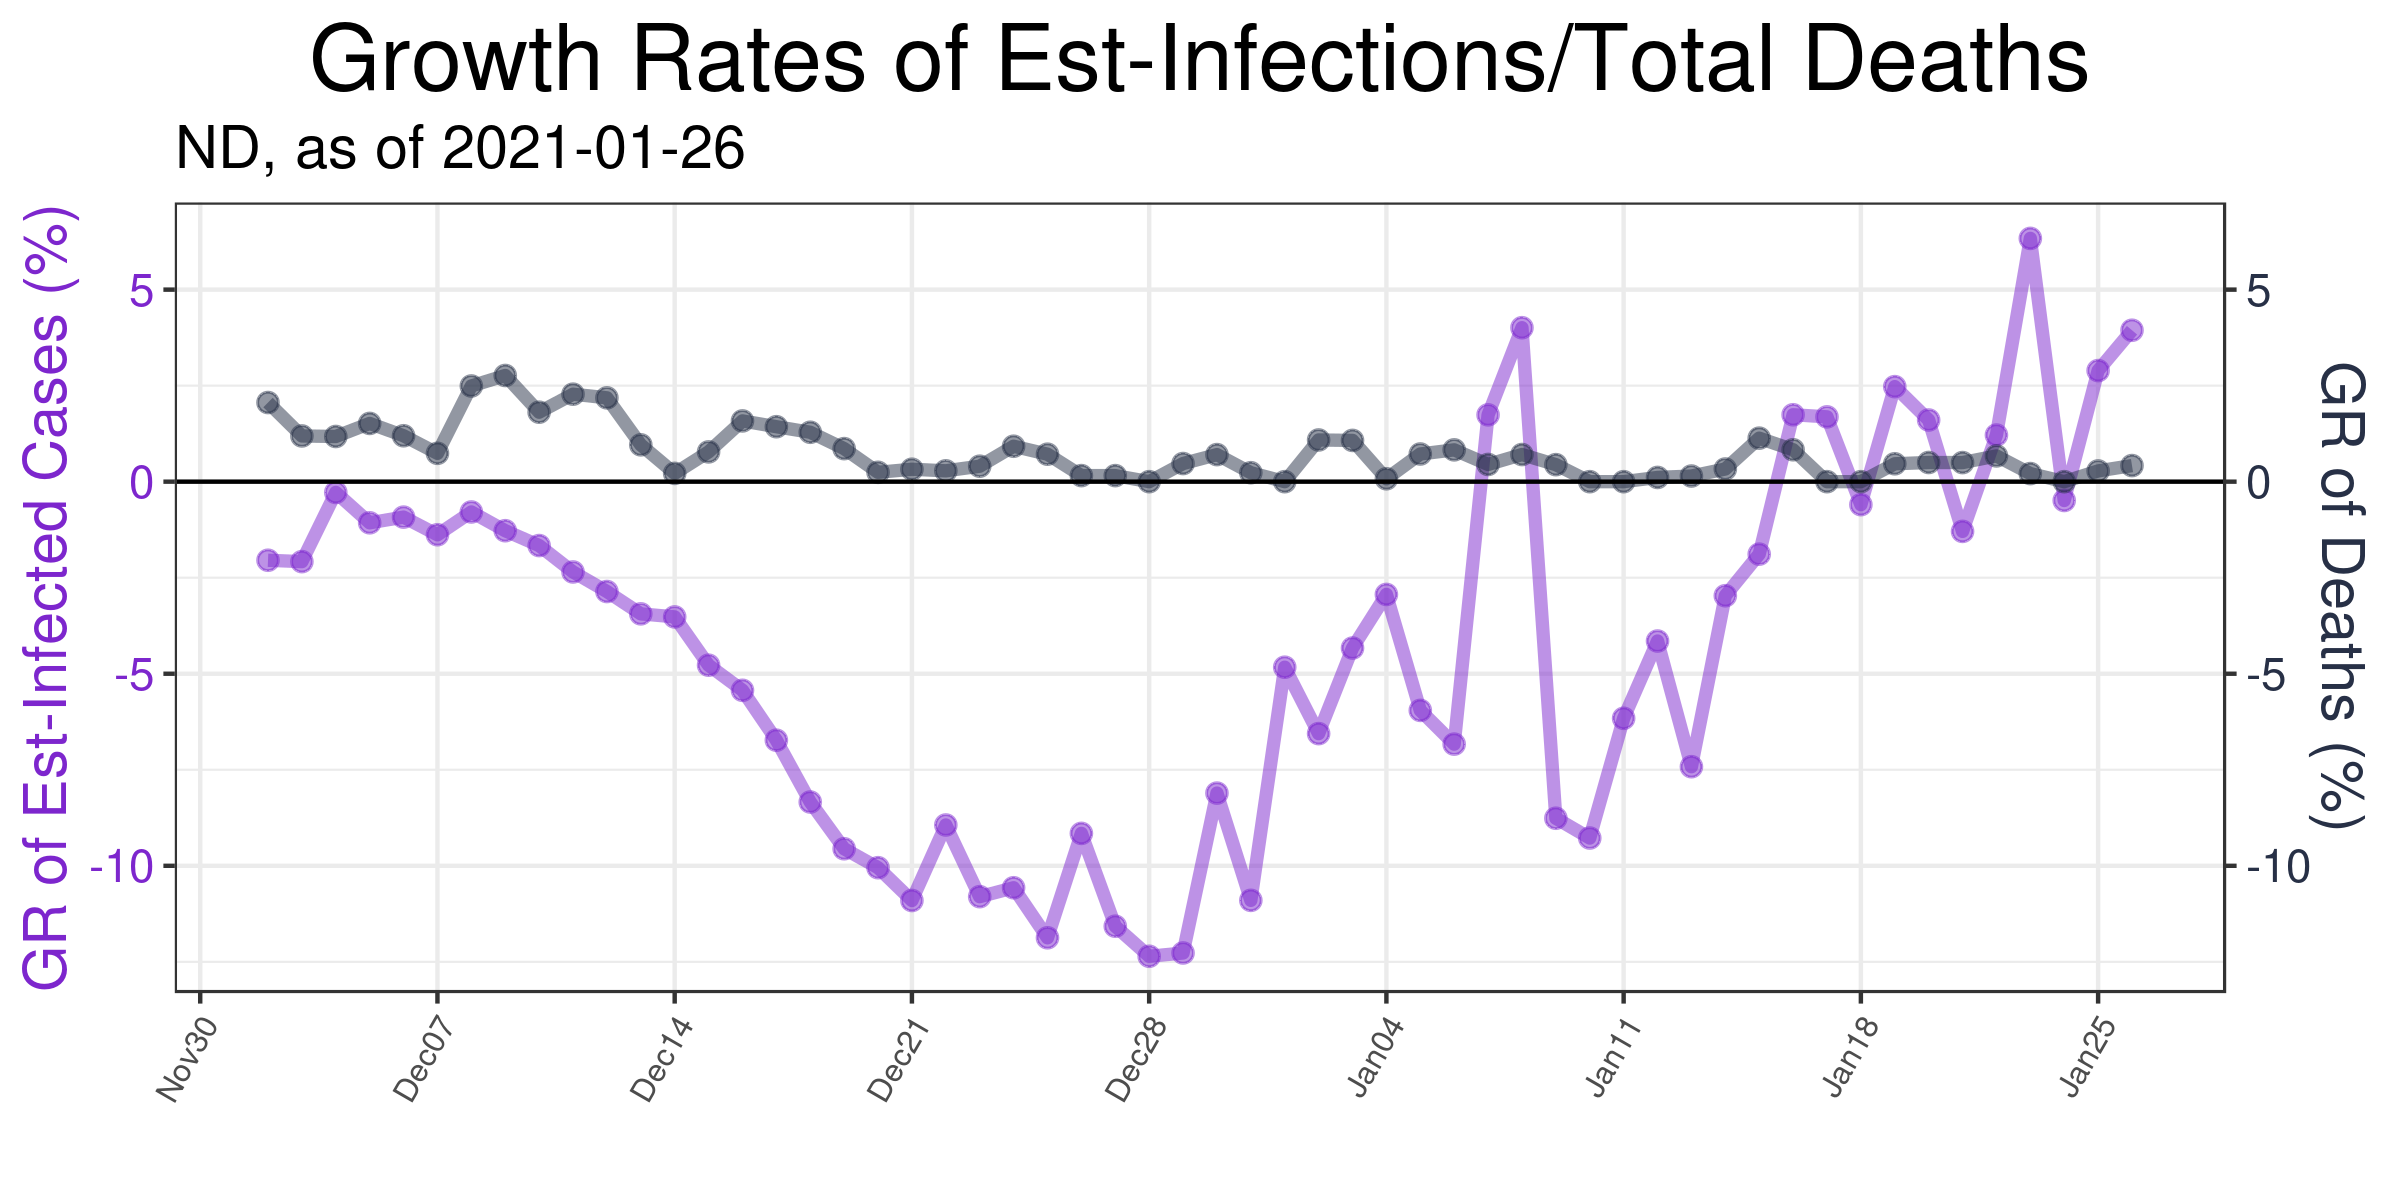 Growth Rates of Est-Infections/Total Deaths
ND, as of 2021-01-26
GR of Est-Infected Cases (%)
5
0
-5
-10
5
0
-5
-10
GR of Deaths (%)
Nov30
Dec07
Dec14
Dec21
Dec28
Jan04
Jan11
Jan18
Jan25